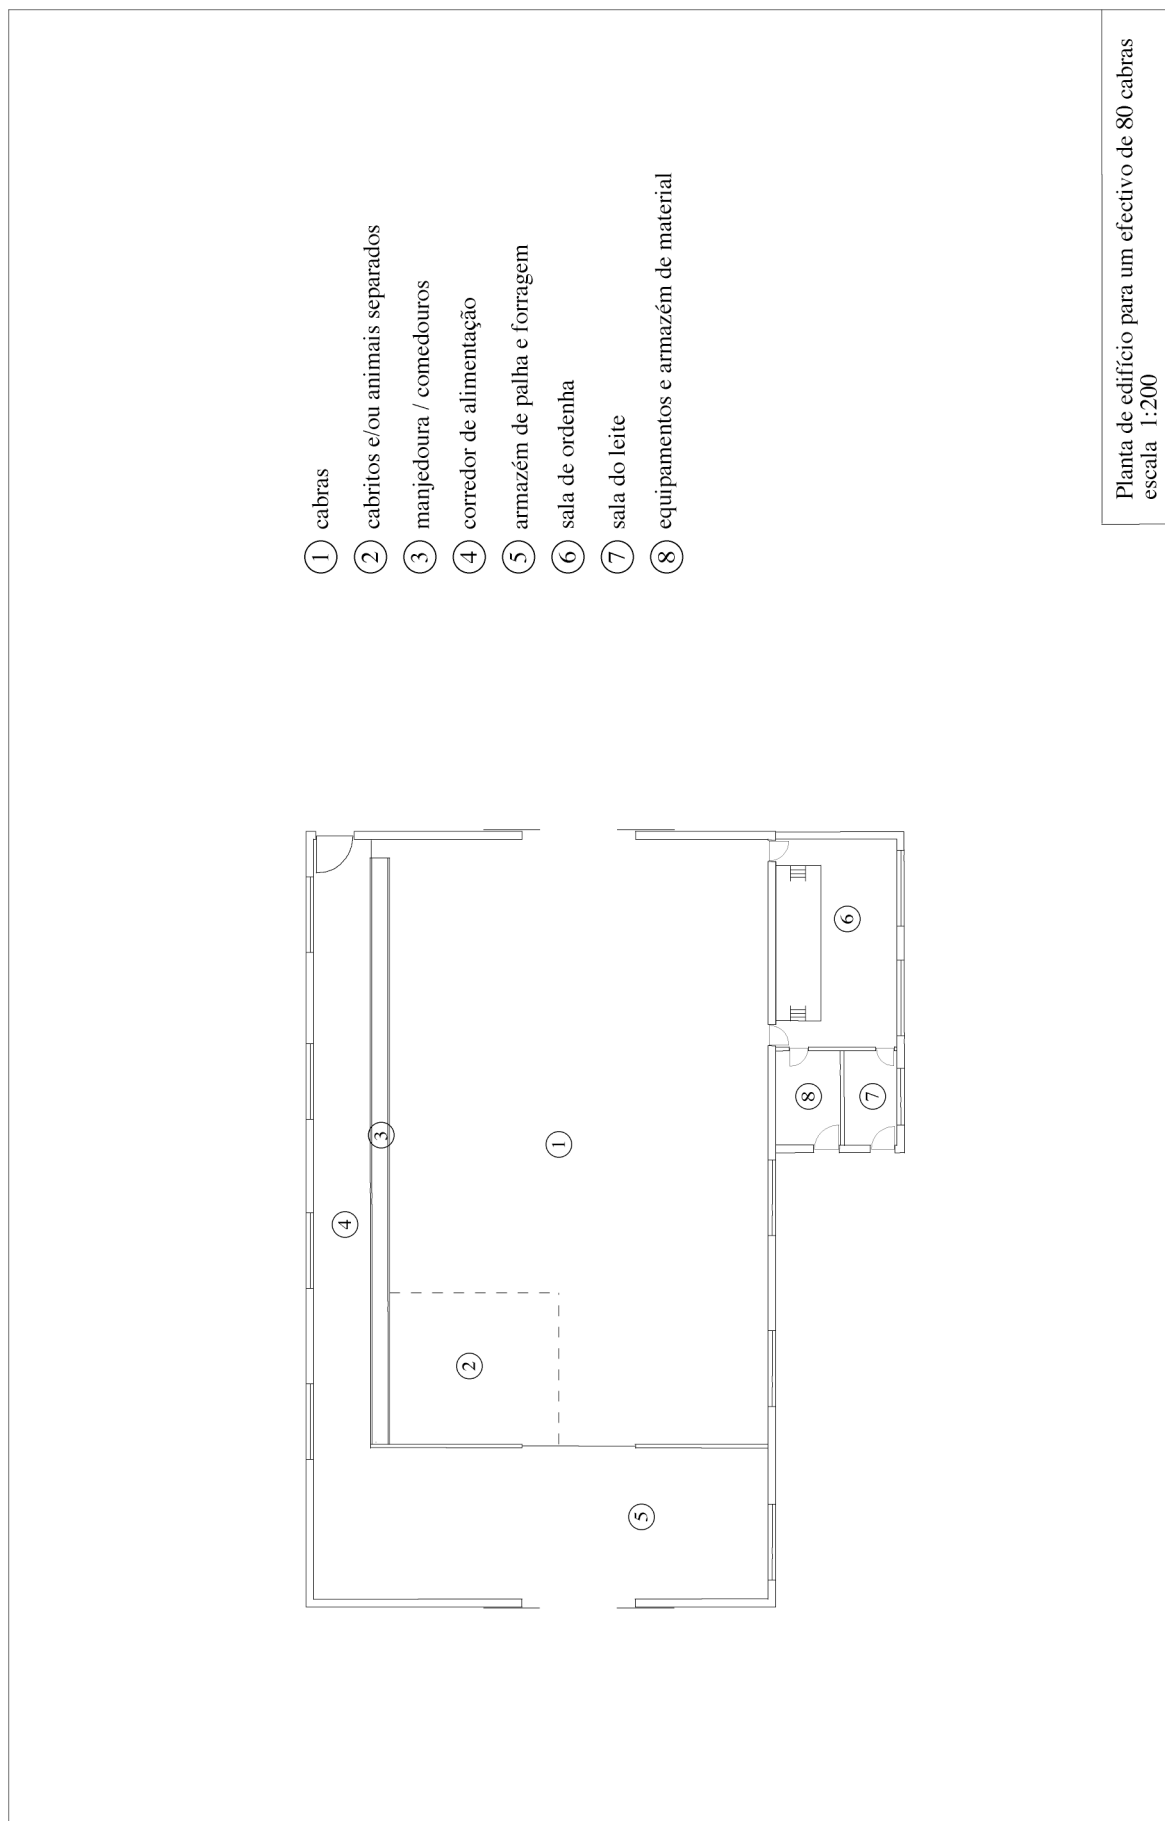 ① cabras
② cabritos e/ou animais separados
③ manjedoura / comedouros
④ corredor de alimentação
⑤ armazém de palha e forragem
⑥ sala de ordenha
⑦ sala do leite
⑧ equipamentos e armazém de material
④
③
②
①
⑤
⑧
⑦
⑥
Planta de edifício para um efectivo de 80 cabras
escala 1:200